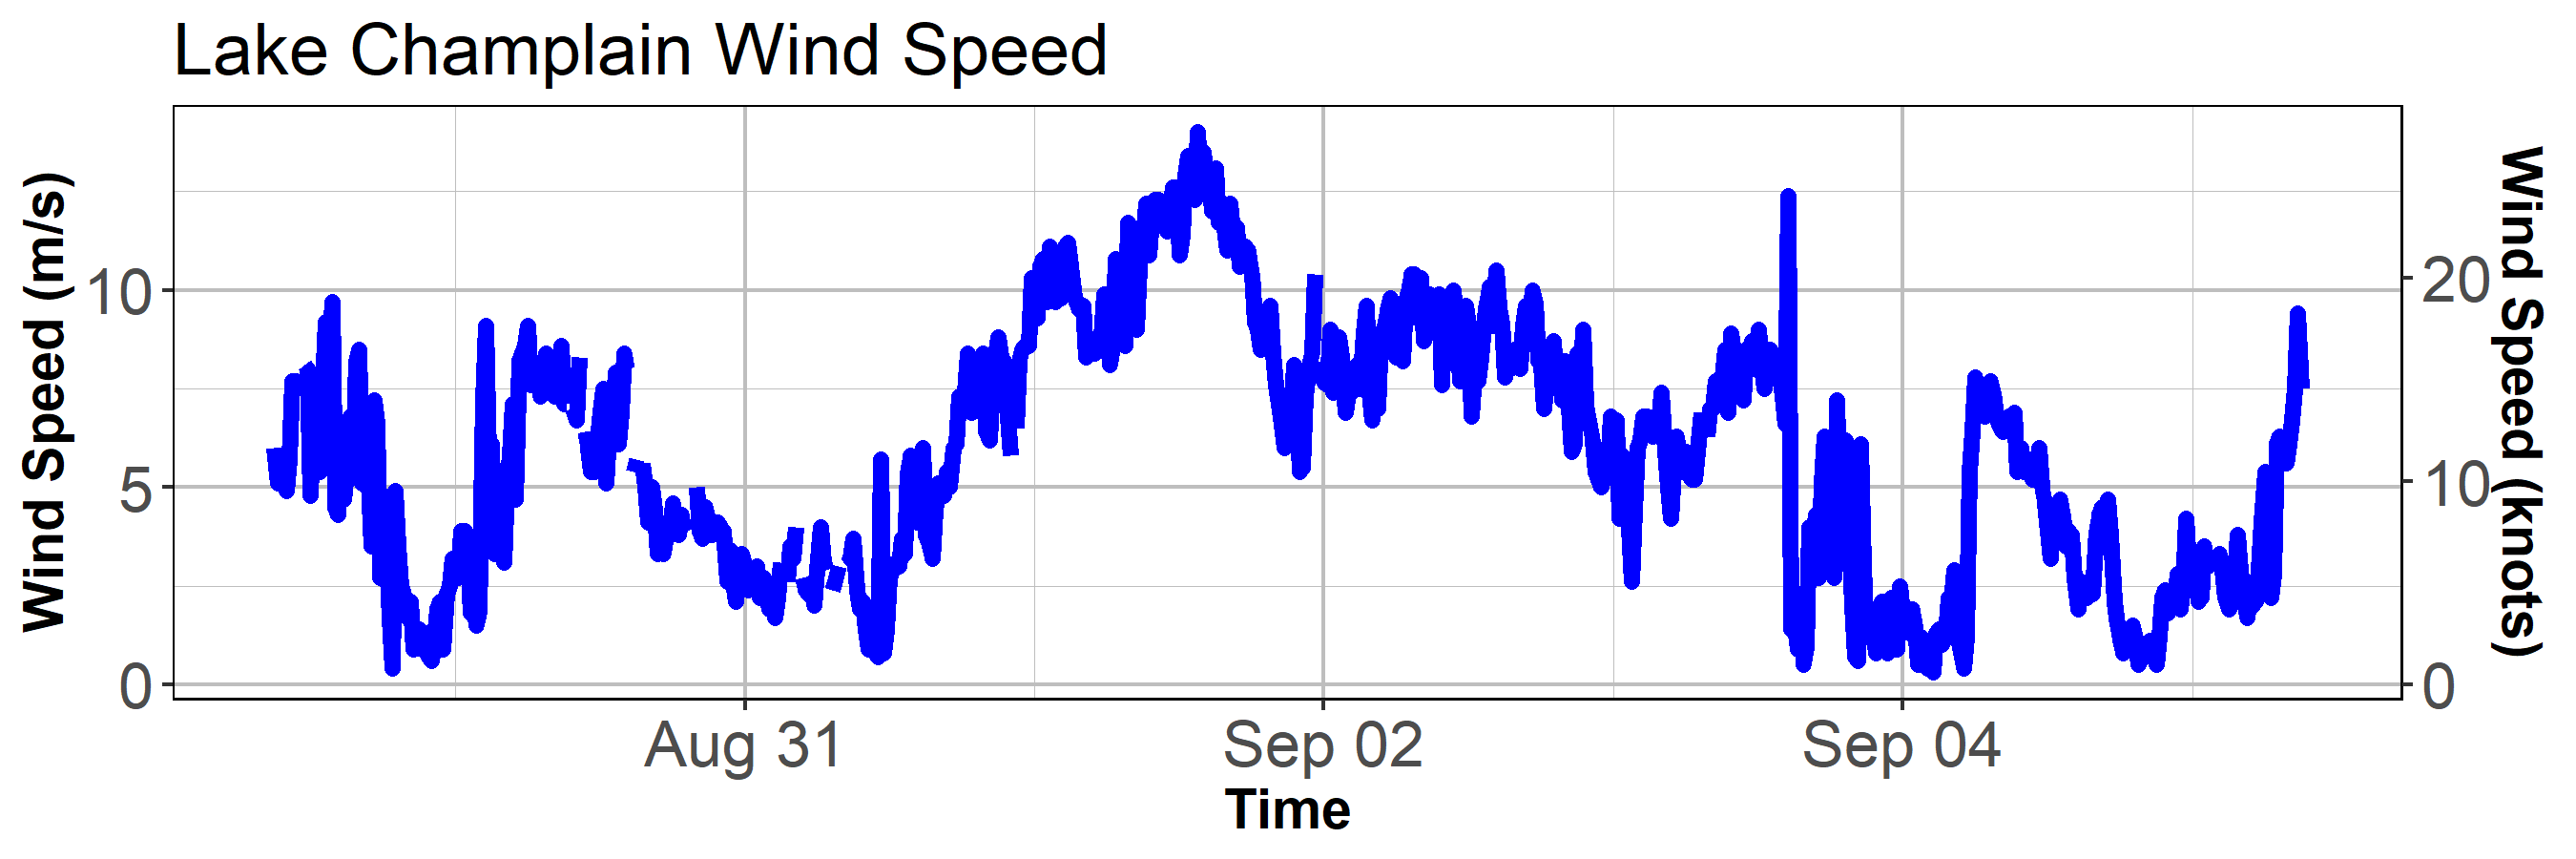 Lake Champlain Wind Speed
Wind Speed (m/s)
10
5
0
20
10
0
Wind Speed (knots)
Aug 31
Sep 02
Sep 04
Time